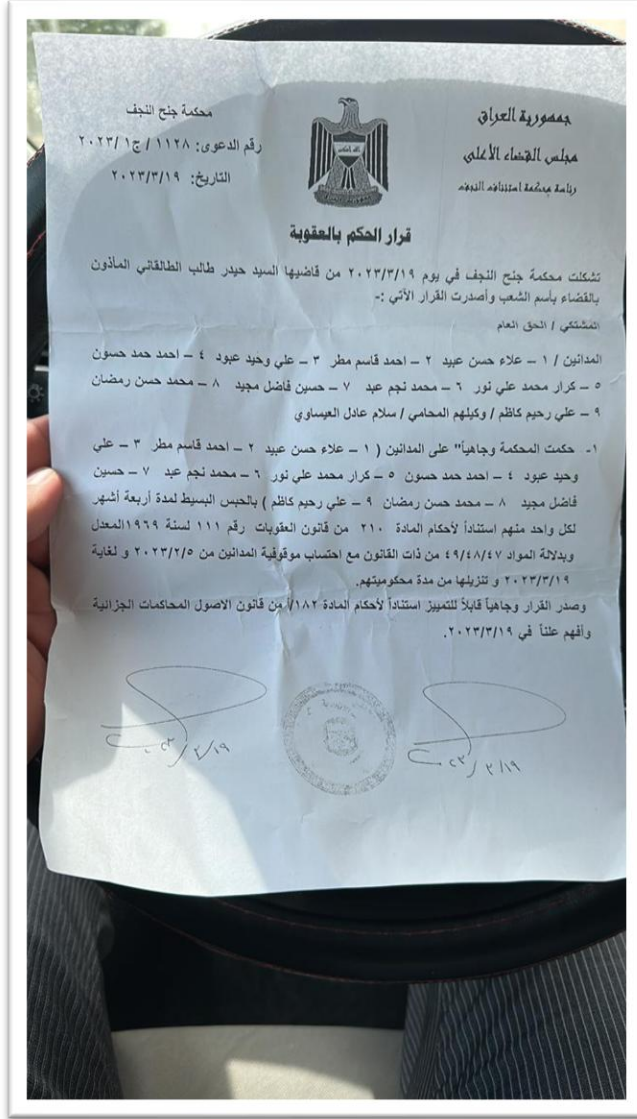 جمهورية العراق
مجلس القضاء الأعلى
رئاسة محكمة استئناف النجف
محكمة جنح النجف
رقم الدعوى: ١١٢٨ / ج١ /٢٠٢٣
التاريخ: ٢٠٢٣/٣/١٩
الله اكبر
قرار الحكم بالعقوبة
تشكلت محكمة جنح النجف في يوم ٢٠٢٣/٣/١٩ من قاضيها السيد حيدر طالب الطالقاني المأذون
بالقضاء بأسم الشعب وأصدرت القرار الآتي :-
المشتكي / الحق العام
المدانين / ١ – علاء حسن عبيد ٢ – احمد قاسم مطر ٣ – علي وحيد عبود ٤ – احمد حمد حسون
٥ – كرار محمد علي نور ٦ – محمد نجم عبد ٧ – حسين فاضل مجيد ٨ – محمد حسن رمضان
٩ – علي رحيم كاظم / وكيلهم المحامي / سلام عادل العيساوي
١- حكمت المحكمة وجاهياً" على المدانين ( ١ – علاء حسن عبيد ٢ – احمد قاسم مطر ٣ – علي
وحيد عبود ٤ – احمد حمد حسون ٥ – كرار محمد علي نور ٦ – محمد نجم عبد ٧ – حسين
فاضل مجيد ٨ – محمد حسن رمضان ٩ – علي رحيم كاظم ) بالحبس البسيط لمدة أربعة أشهر
لكل واحد منهم استناداً لأحكام المادة ٢١٠ من قانون العقوبات رقم ١١١ لسنة ١٩٦٩المعدل
وبدلالة المواد ٤٩/٤٨/٤٧ من ذات القانون مع احتساب موقوفية المدانين من ٢٠٢٣/٢/٥ و لغاية
٢٠٢٣/٣/١٩ و تنزيلها من مدة محكوميتهم.
وصدر القرار وجاهياً قابلاً للتمييز استناداً لأحكام المادة ١٨٢/أ من قانون الاصول المحاكمات الجزائية
وأفهم علناً في ٢٠٢٣/٣/١٩.